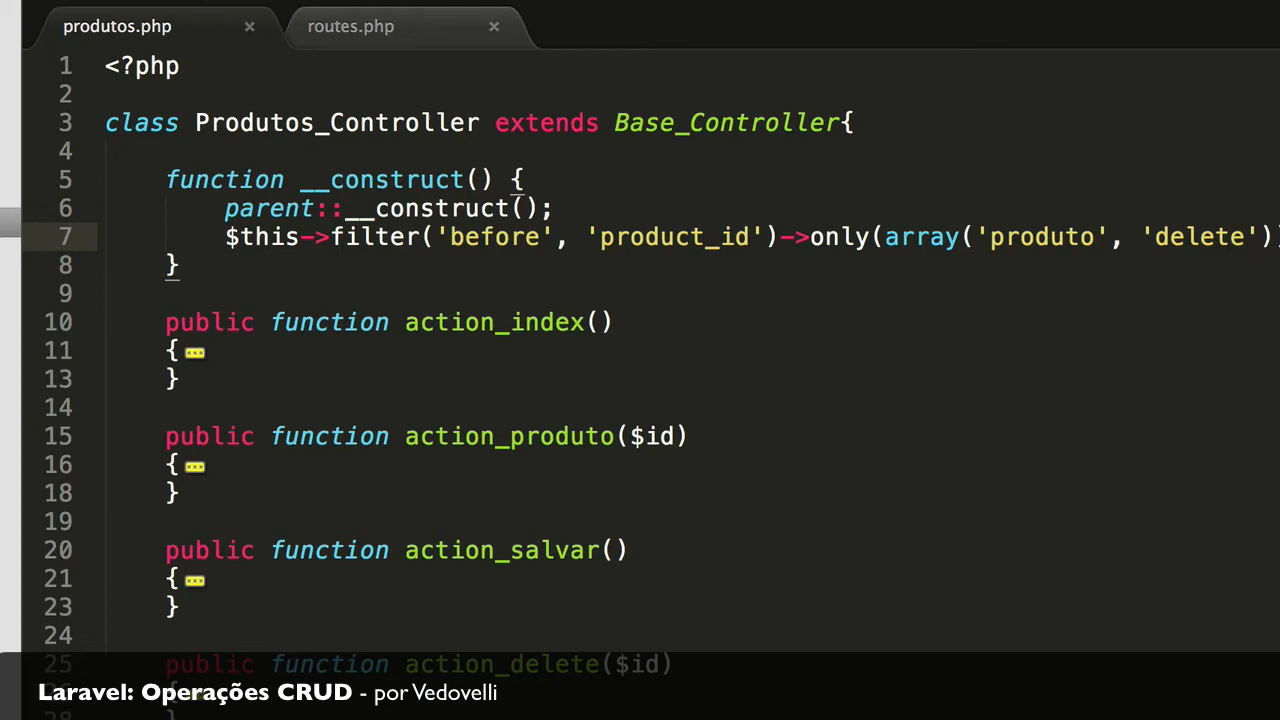 produtos.php × routes.php ×
1 <?php
2
3 class Produtos_Controller extends Base_Controller{
4
5 function __construct() {
6 parent::__construct();
7 $this->filter('before', 'product_id')->only(array('produto', 'delete')
8 }
9
10 public function action_index()
11 {
13 }
14
15 public function action_produto($id)
16 {
18 }
19
20 public function action_salvar()
21 {
23 }
24
25 public function action_delete($id)
Laravel: Operações CRUD - por Vedovelli
28 }